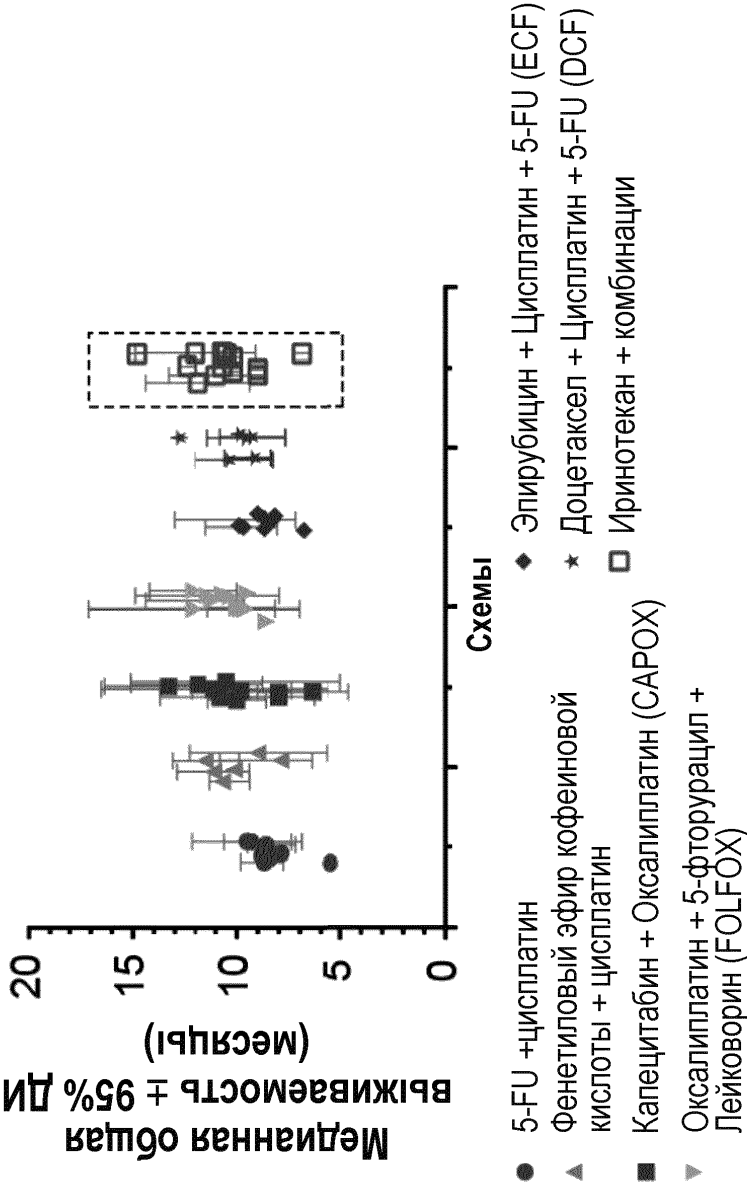 Медианная общая
выживаемость ± 95% ДИ
(месяцы)
20
15
10
5
0
Схемы
5-FU +цисплатин
Фенетиловый эфир кофеиновой
кислоты + цисплатин
Капецитабин + Оксалиплатин (CAPOX)
Оксалиплатин + 5-фторурацил +
Лейковорин (FOLFOX)
Эпирубицин + Цисплатин + 5-FU (ECF)
Доцетаксел + Цисплатин + 5-FU (DCF)
Иринотекан + комбинации